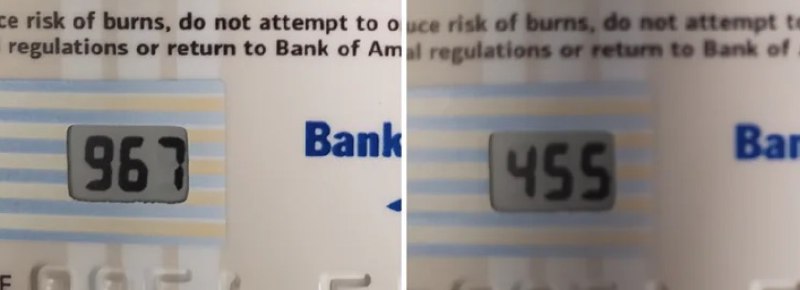 ce risk of burns, do not attempt to o
regulations or return to Bank of Am
967
Bank
uce risk of burns, do not attempt to
al regulations or return to Bank of
455
Ban